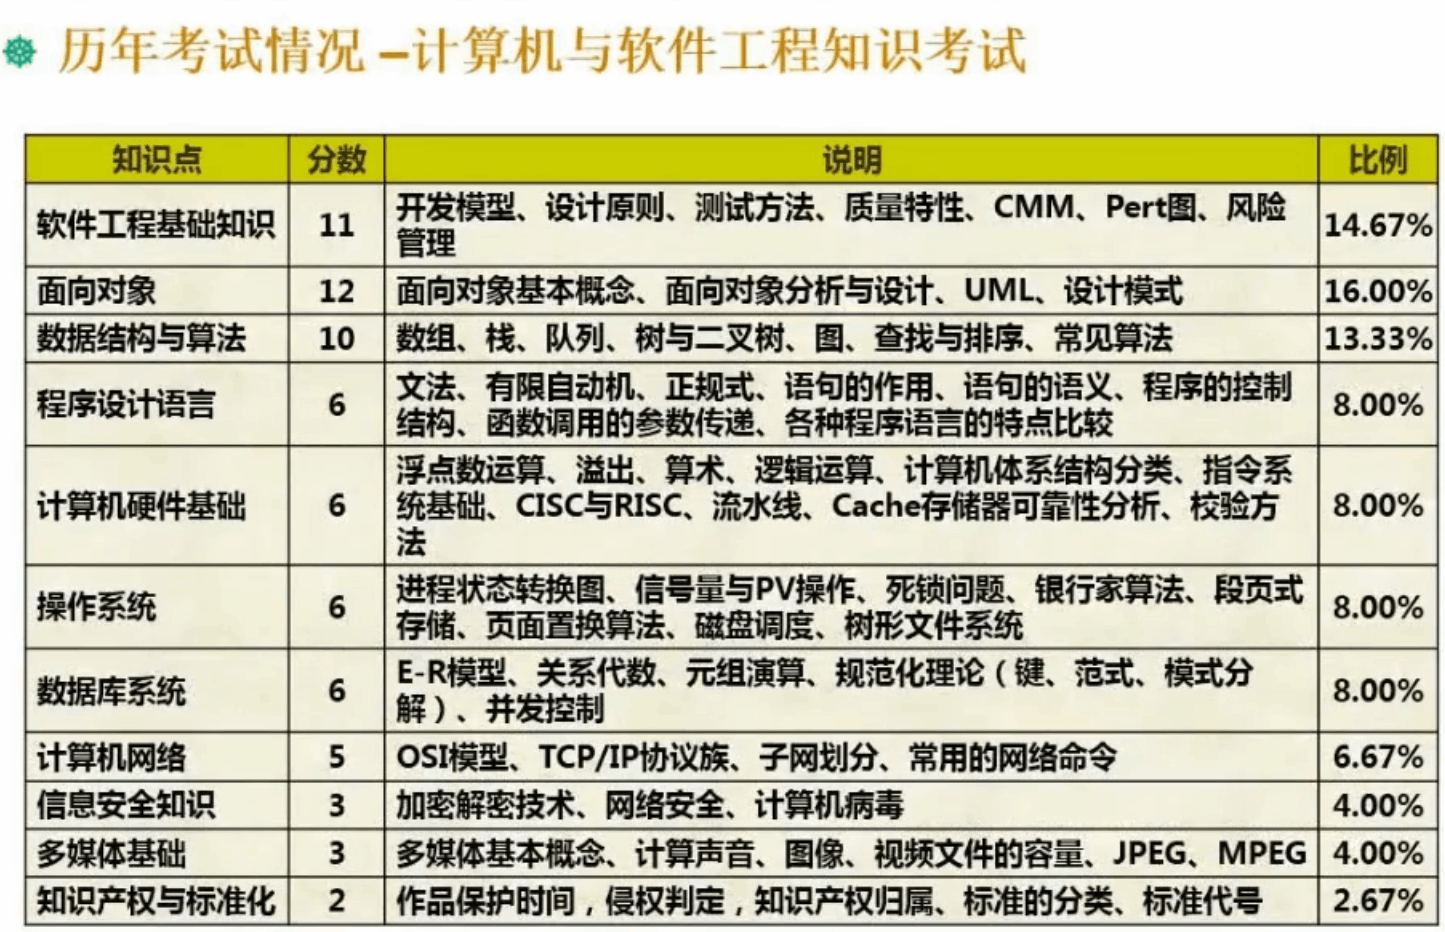 历年考试情况 –计算机与软件工程知识考试
知识点 分数 说明 比例
软件工程基础知识 11 开发模型、设计原则、测试方法、质量特性、CMM、Pert图、风险
管理 14.67%
面向对象 12 面向对象基本概念、面向对象分析与设计、UML、设计模式 16.00%
数据结构与算法 10 数组、栈、队列、树与二叉树、图、查找与排序、常见算法 13.33%
程序设计语言 6 文法、有限自动机、正规式、语句的作用、语句的语义、程序的控制
结构、函数调用的参数传递、各种程序语言的特点比较 8.00%
计算机硬件基础 6 浮点数运算、溢出、算术、逻辑运算、计算机体系结构分类、指令系
统基础、CISC与RISC、流水线、Cache存储器可靠性分析、校验方
法 8.00%
操作系统 6 进程状态转换图、信号量与PV操作、死锁问题、银行家算法、段页式
存储、页面置换算法、磁盘调度、树形文件系统 8.00%
数据库系统 6 E-R模型、关系代数、元组演算、规范化理论（键、范式、模式分
解）、并发控制 8.00%
计算机网络 5 OSI模型、TCP/IP协议族、子网划分、常用的网络命令 6.67%
信息安全知识 3 加密解密技术、网络安全、计算机病毒 4.00%
多媒体基础 3 多媒体基本概念、计算声音、图像、视频文件的容量、JPEG、MPEG 4.00%
知识产权与标准化 2 作品保护时间，侵权判定，知识产权归属、标准的分类、标准代号 2.67%